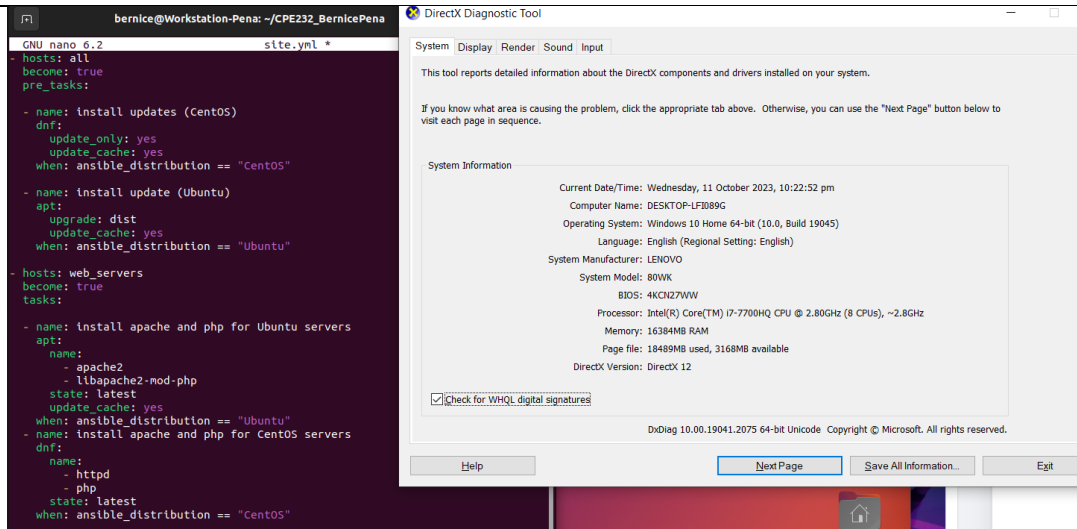 bernice@Workstation-Pena: ~/CPE232_BernicePena
GNU nano 6.2 site.yml *
- hosts: all
become: true
pre_tasks:
- name: install updates (CentOS)
dnf:
update_only: yes
update_cache: yes
when: ansible_distribution == "CentOS"
- name: install update (Ubuntu)
apt:
upgrade: dist
update_cache: yes
when: ansible_distribution == "Ubuntu"
- hosts: web_servers
become: true
tasks:
- name: install apache and php for Ubuntu servers
apt:
name:
- apache2
- libapache2-mod-php
state: latest
update_cache: yes
when: ansible_distribution == "Ubuntu"
- name: install apache and php for CentOS servers
dnf:
name:
- httpd
- php
state: latest
when: ansible_distribution == "CentOS"
DirectX Diagnostic Tool
System Display Render Sound Input
This tool reports detailed information about the DirectX components and drivers installed on your system.
If you know what area is causing the problem, click the appropriate tab above. Otherwise, you can use the "Next Page" button below to
visit each page in sequence.
System Information
Current Date/Time: Wednesday, 11 October 2023, 10:22:52 pm
Computer Name: DESKTOP-LFI089G
Operating System: Windows 10 Home 64-bit (10.0, Build 19045)
Language: English (Regional Setting: English)
System Manufacturer: LENOVO
System Model: 80WK
BIOS: 4KCN27WW
Processor: Intel(R) Core(TM) i7-7700HQ CPU @ 2.80GHz (8 CPUs), ~2.8GHz
Memory: 16384MB RAM
Page file: 18489MB used, 3168MB available
DirectX Version: DirectX 12
Check for WHQL digital signatures
DxDiag 10.00.19041.2075 64-bit Unicode Copyright © Microsoft. All rights reserved.
Help Next Page Save All Information... Exit